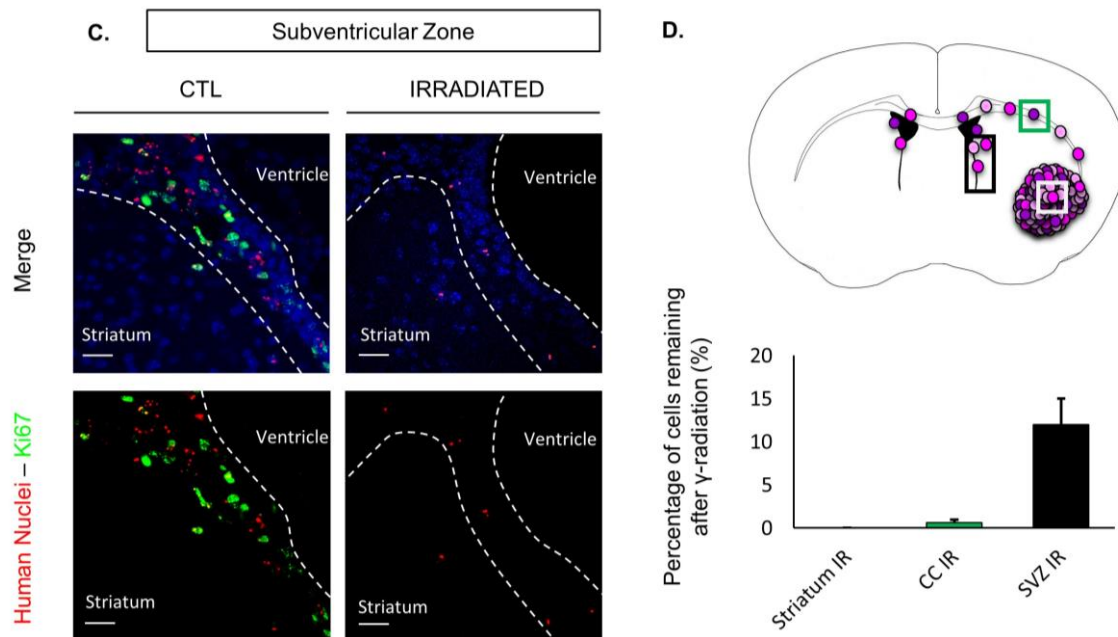 C.
Subventricular Zone
CTL
IRRADIATED
Merge
Ventricle
Striatum
Ventricle
Striatum
Human Nuclei – Ki67
Ventricle
Striatum
Ventricle
Striatum
D.
Percentage of cells remaining
after γ-radiation (%)
20
15
10
5
0
Striatum IR
CC IR
SVZ IR